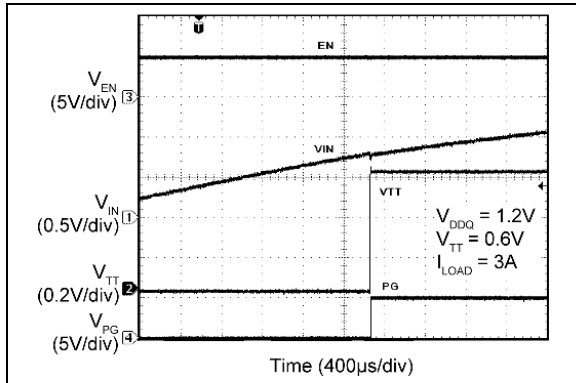 T
EN
V_EN
(5V/div) 3
VIN
VTT
V_IN 1
(0.5V/div)
V_DDQ = 1.2V
V_TT = 0.6V
I_LOAD = 3A
V_TT 2
(0.2V/div)
PG
V_PG 4
(5V/div)
Time (400µs/div)